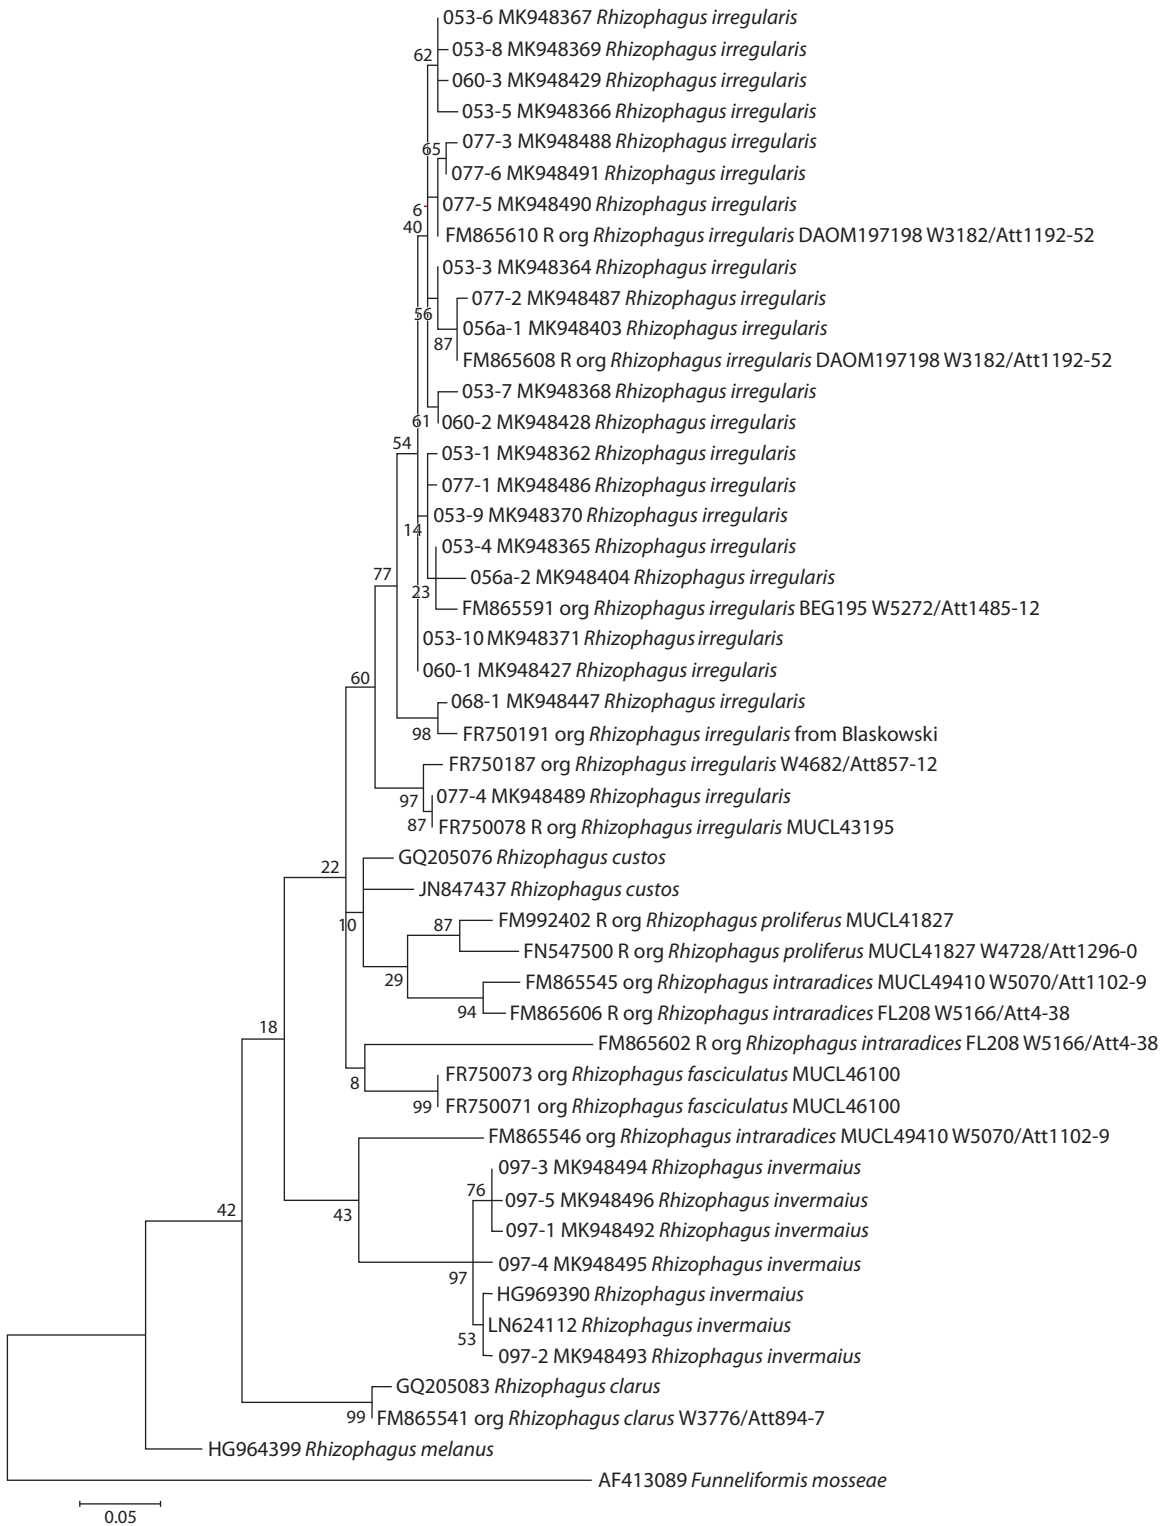 053-6 MK948367 Rhizophagus irregularis
053-8 MK948369 Rhizophagus irregularis
62
060-3 MK948429 Rhizophagus irregularis
053-5 MK948366 Rhizophagus irregularis
077-3 MK948488 Rhizophagus irregularis
65
077-6 MK948491 Rhizophagus irregularis
077-5 MK948490 Rhizophagus irregularis
6
40
FM865610 R org Rhizophagus irregularis DAOM197198 W3182/Att1192-52
053-3 MK948364 Rhizophagus irregularis
077-2 MK948487 Rhizophagus irregularis
56
056a-1 MK948403 Rhizophagus irregularis
87
FM865608 R org Rhizophagus irregularis DAOM197198 W3182/Att1192-52
053-7 MK948368 Rhizophagus irregularis
61
060-2 MK948428 Rhizophagus irregularis
54
053-1 MK948362 Rhizophagus irregularis
077-1 MK948486 Rhizophagus irregularis
053-9 MK948370 Rhizophagus irregularis
14
053-4 MK948365 Rhizophagus irregularis
77
056a-2 MK948404 Rhizophagus irregularis
23
FM865591 org Rhizophagus irregularis BEG195 W5272/Att1485-12
053-10 MK948371 Rhizophagus irregularis
060-1 MK948427 Rhizophagus irregularis
60
068-1 MK948447 Rhizophagus irregularis
98
FR750191 org Rhizophagus irregularis from Blaskowski
FR750187 org Rhizophagus irregularis W4682/Att857-12
97
077-4 MK948489 Rhizophagus irregularis
87
FR750078 R org Rhizophagus irregularis MUCL43195
GQ205076 Rhizophagus custos
22
JN847437 Rhizophagus custos
10
87
FM992402 R org Rhizophagus proliferus MUCL41827
FN547500 R org Rhizophagus proliferus MUCL41827 W4728/Att1296-0
29
FM865545 org Rhizophagus intraradices MUCL49410 W5070/Att1102-9
94
FM865606 R org Rhizophagus intraradices FL208 W5166/Att4-38
18
FM865602 R org Rhizophagus intraradices FL208 W5166/Att4-38
8
FR750073 org Rhizophagus fasciculatus MUCL46100
99
FR750071 org Rhizophagus fasciculatus MUCL46100
FM865546 org Rhizophagus intraradices MUCL49410 W5070/Att1102-9
097-3 MK948494 Rhizophagus invermaius
76
097-5 MK948496 Rhizophagus invermaius
42
43
097-1 MK948492 Rhizophagus invermaius
097-4 MK948495 Rhizophagus invermaius
97
HG969390 Rhizophagus invermaius
LN624112 Rhizophagus invermaius
53
097-2 MK948493 Rhizophagus invermaius
GQ205083 Rhizophagus clarus
99
FM865541 org Rhizophagus clarus W3776/Att894-7
HG964399 Rhizophagus melanus
AF413089 Funneliformis mosseae
0.05